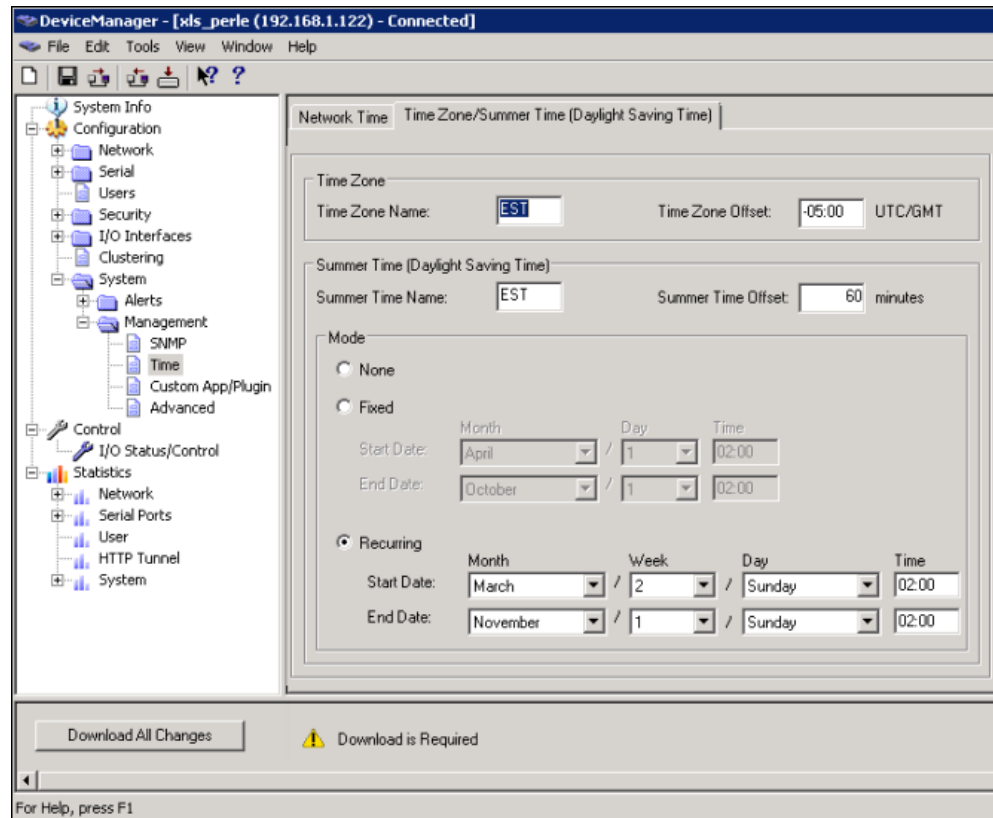 DeviceManager - [xls_perle (192.168.1.122) - Connected]
File Edit Tools View Window Help
System Info
Configuration
Network
Serial
Users
Security
I/O Interfaces
Clustering
System
Alerts
Management
SNMP
Time
Custom App/Plugin
Advanced
Control
I/O Status/Control
Statistics
Network
Serial Ports
User
HTTP Tunnel
System
Network Time Time Zone/Summer Time (Daylight Saving Time)
Time Zone
Time Zone Name: EST Time Zone Offset: -05:00 UTC/GMT
Summer Time (Daylight Saving Time)
Summer Time Name: EST Summer Time Offset: 60 minutes
Mode
None
Fixed
Month Day Time
Start Date: April / 1 02:00
End Date: October / 1 02:00
Recurring
Month Week Day Time
Start Date: March / 2 / Sunday 02:00
End Date: November / 1 / Sunday 02:00
Download All Changes Download is Required
For Help, press F1